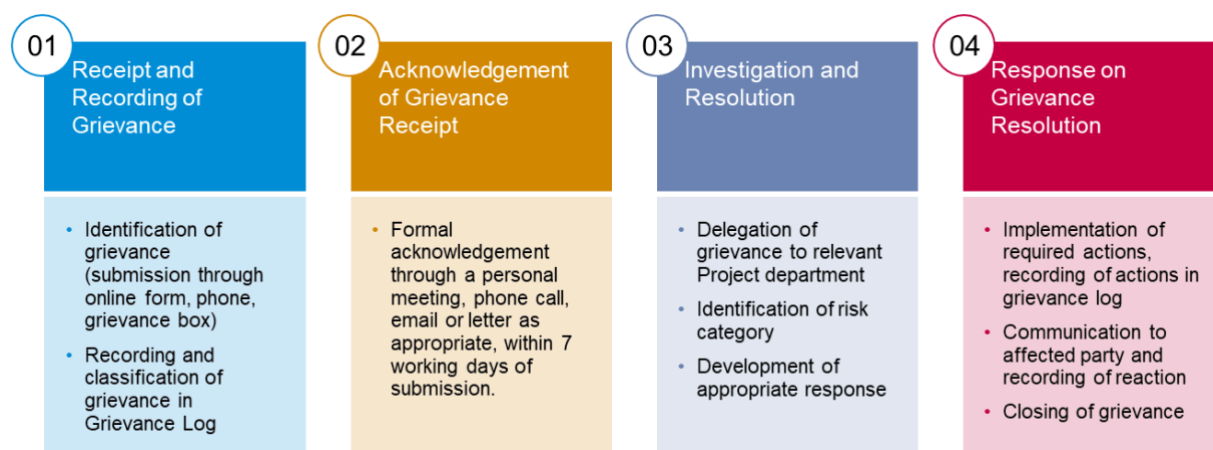 01
Receipt and
Recording of
Grievance
• Identification of
grievance
(submission through
online form, phone,
grievance box)
• Recording and
classification of
grievance in
Grievance Log
02
Acknowledgement
of Grievance
Receipt
• Formal
acknowledgement
through a personal
meeting, phone call,
email or letter as
appropriate, within 7
working days of
submission.
03
Investigation and
Resolution
• Delegation of
grievance to relevant
Project department
• Identification of risk
category
• Development of
appropriate response
04
Response on
Grievance
Resolution
• Implementation of
required actions,
recording of actions in
grievance log
• Communication to
affected party and
recording of reaction
• Closing of grievance